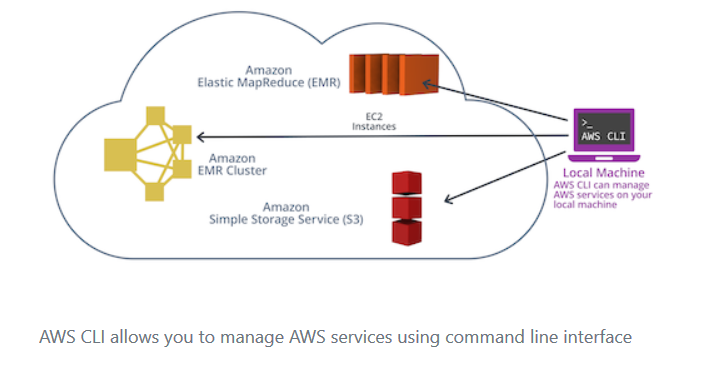 Amazon
Elastic MapReduce (EMR)
EC2
Instances
>_
AWS CLI
Amazon
EMR Cluster
Local Machine
AWS CLI can manage
AWS services on your
local machine
Amazon
Simple Storage Service (S3)
AWS CLI allows you to manage AWS services using command line interface